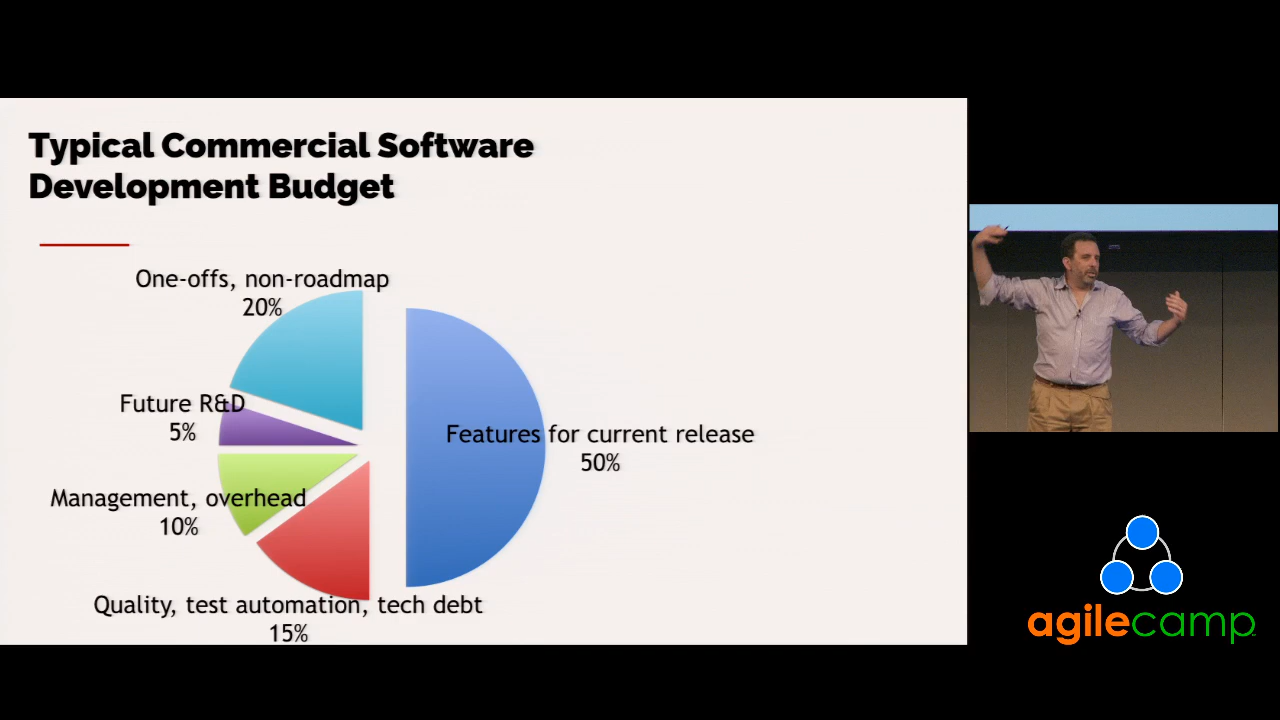 Typical Commercial Software
Development Budget
One-offs, non-roadmap
20%
Future R&D
5%
Features for current release
50%
Management, overhead
10%
Quality, test automation, tech debt
15%
agilecamp